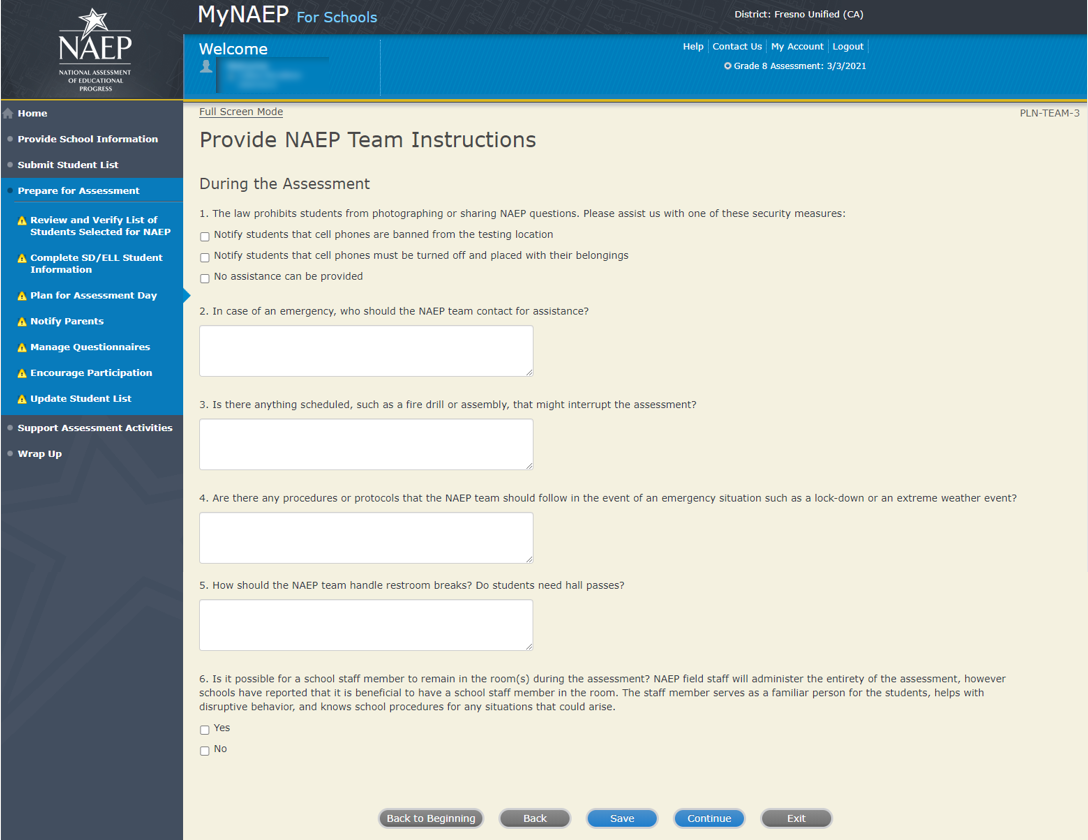 MyNAEP For Schools
District: Fresno Unified (CA)
NAEP
NATIONAL ASSESSMENT
OF EDUCATIONAL
PROGRESS
Welcome
Help Contact Us My Account Logout
Grade 8 Assessment: 3/3/2021
Home
Provide School Information
Submit Student List
Prepare for Assessment
Review and Verify List of
Students Selected for NAEP
Complete SD/ELL Student
Information
Plan for Assessment Day
Notify Parents
Manage Questionnaires
Encourage Participation
Update Student List
Support Assessment Activities
Wrap Up
Full Screen Mode
PLN-TEAM-3
Provide NAEP Team Instructions
During the Assessment
1. The law prohibits students from photographing or sharing NAEP questions. Please assist us with one of these security measures:
Notify students that cell phones are banned from the testing location
Notify students that cell phones must be turned off and placed with their belongings
No assistance can be provided
2. In case of an emergency, who should the NAEP team contact for assistance?
3. Is there anything scheduled, such as a fire drill or assembly, that might interrupt the assessment?
4. Are there any procedures or protocols that the NAEP team should follow in the event of an emergency situation such as a lock-down or an extreme weather event?
5. How should the NAEP team handle restroom breaks? Do students need hall passes?
6. Is it possible for a school staff member to remain in the room(s) during the assessment? NAEP field staff will administer the entirety of the assessment, however
schools have reported that it is beneficial to have a school staff member in the room. The staff member serves as a familiar person for the students, helps with
disruptive behavior, and knows school procedures for any situations that could arise.
Yes
No
Back to Beginning Back Save Continue Exit